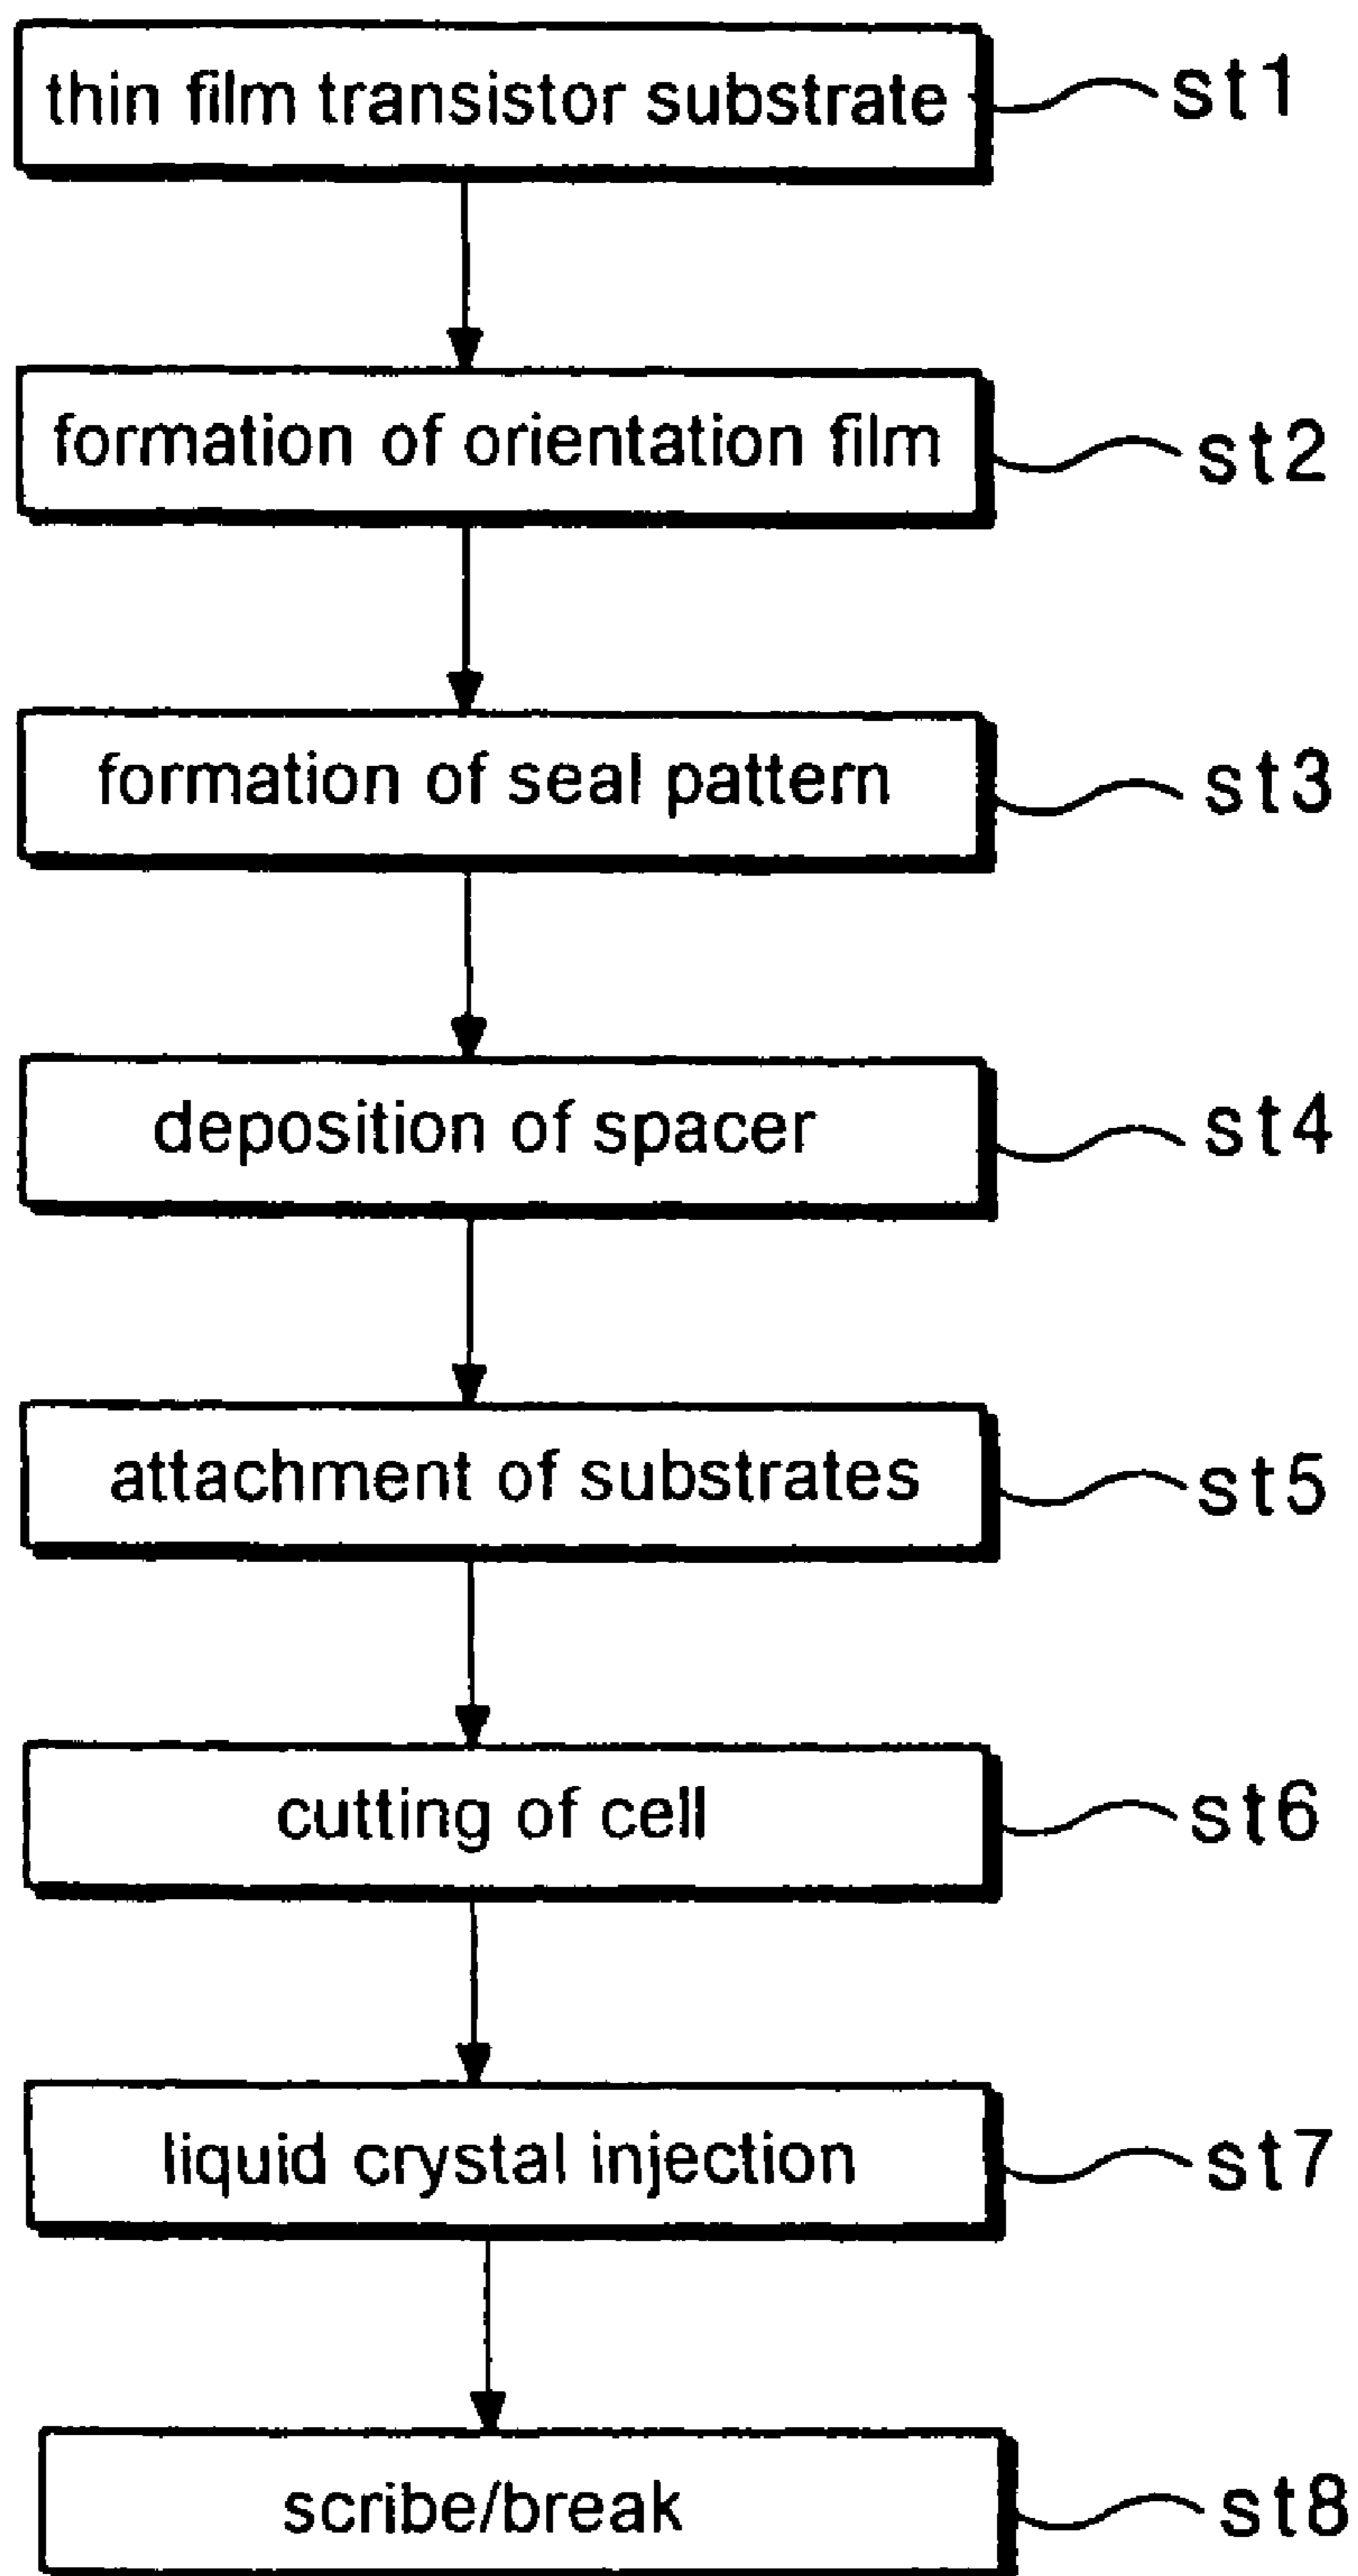 thin film transistor substrate st1
formation of orientation film st2
formation of seal pattern st3
deposition of spacer st4
attachment of substrates st5
cutting of cell st6
liquid crystal injection st7
scribe/break st8